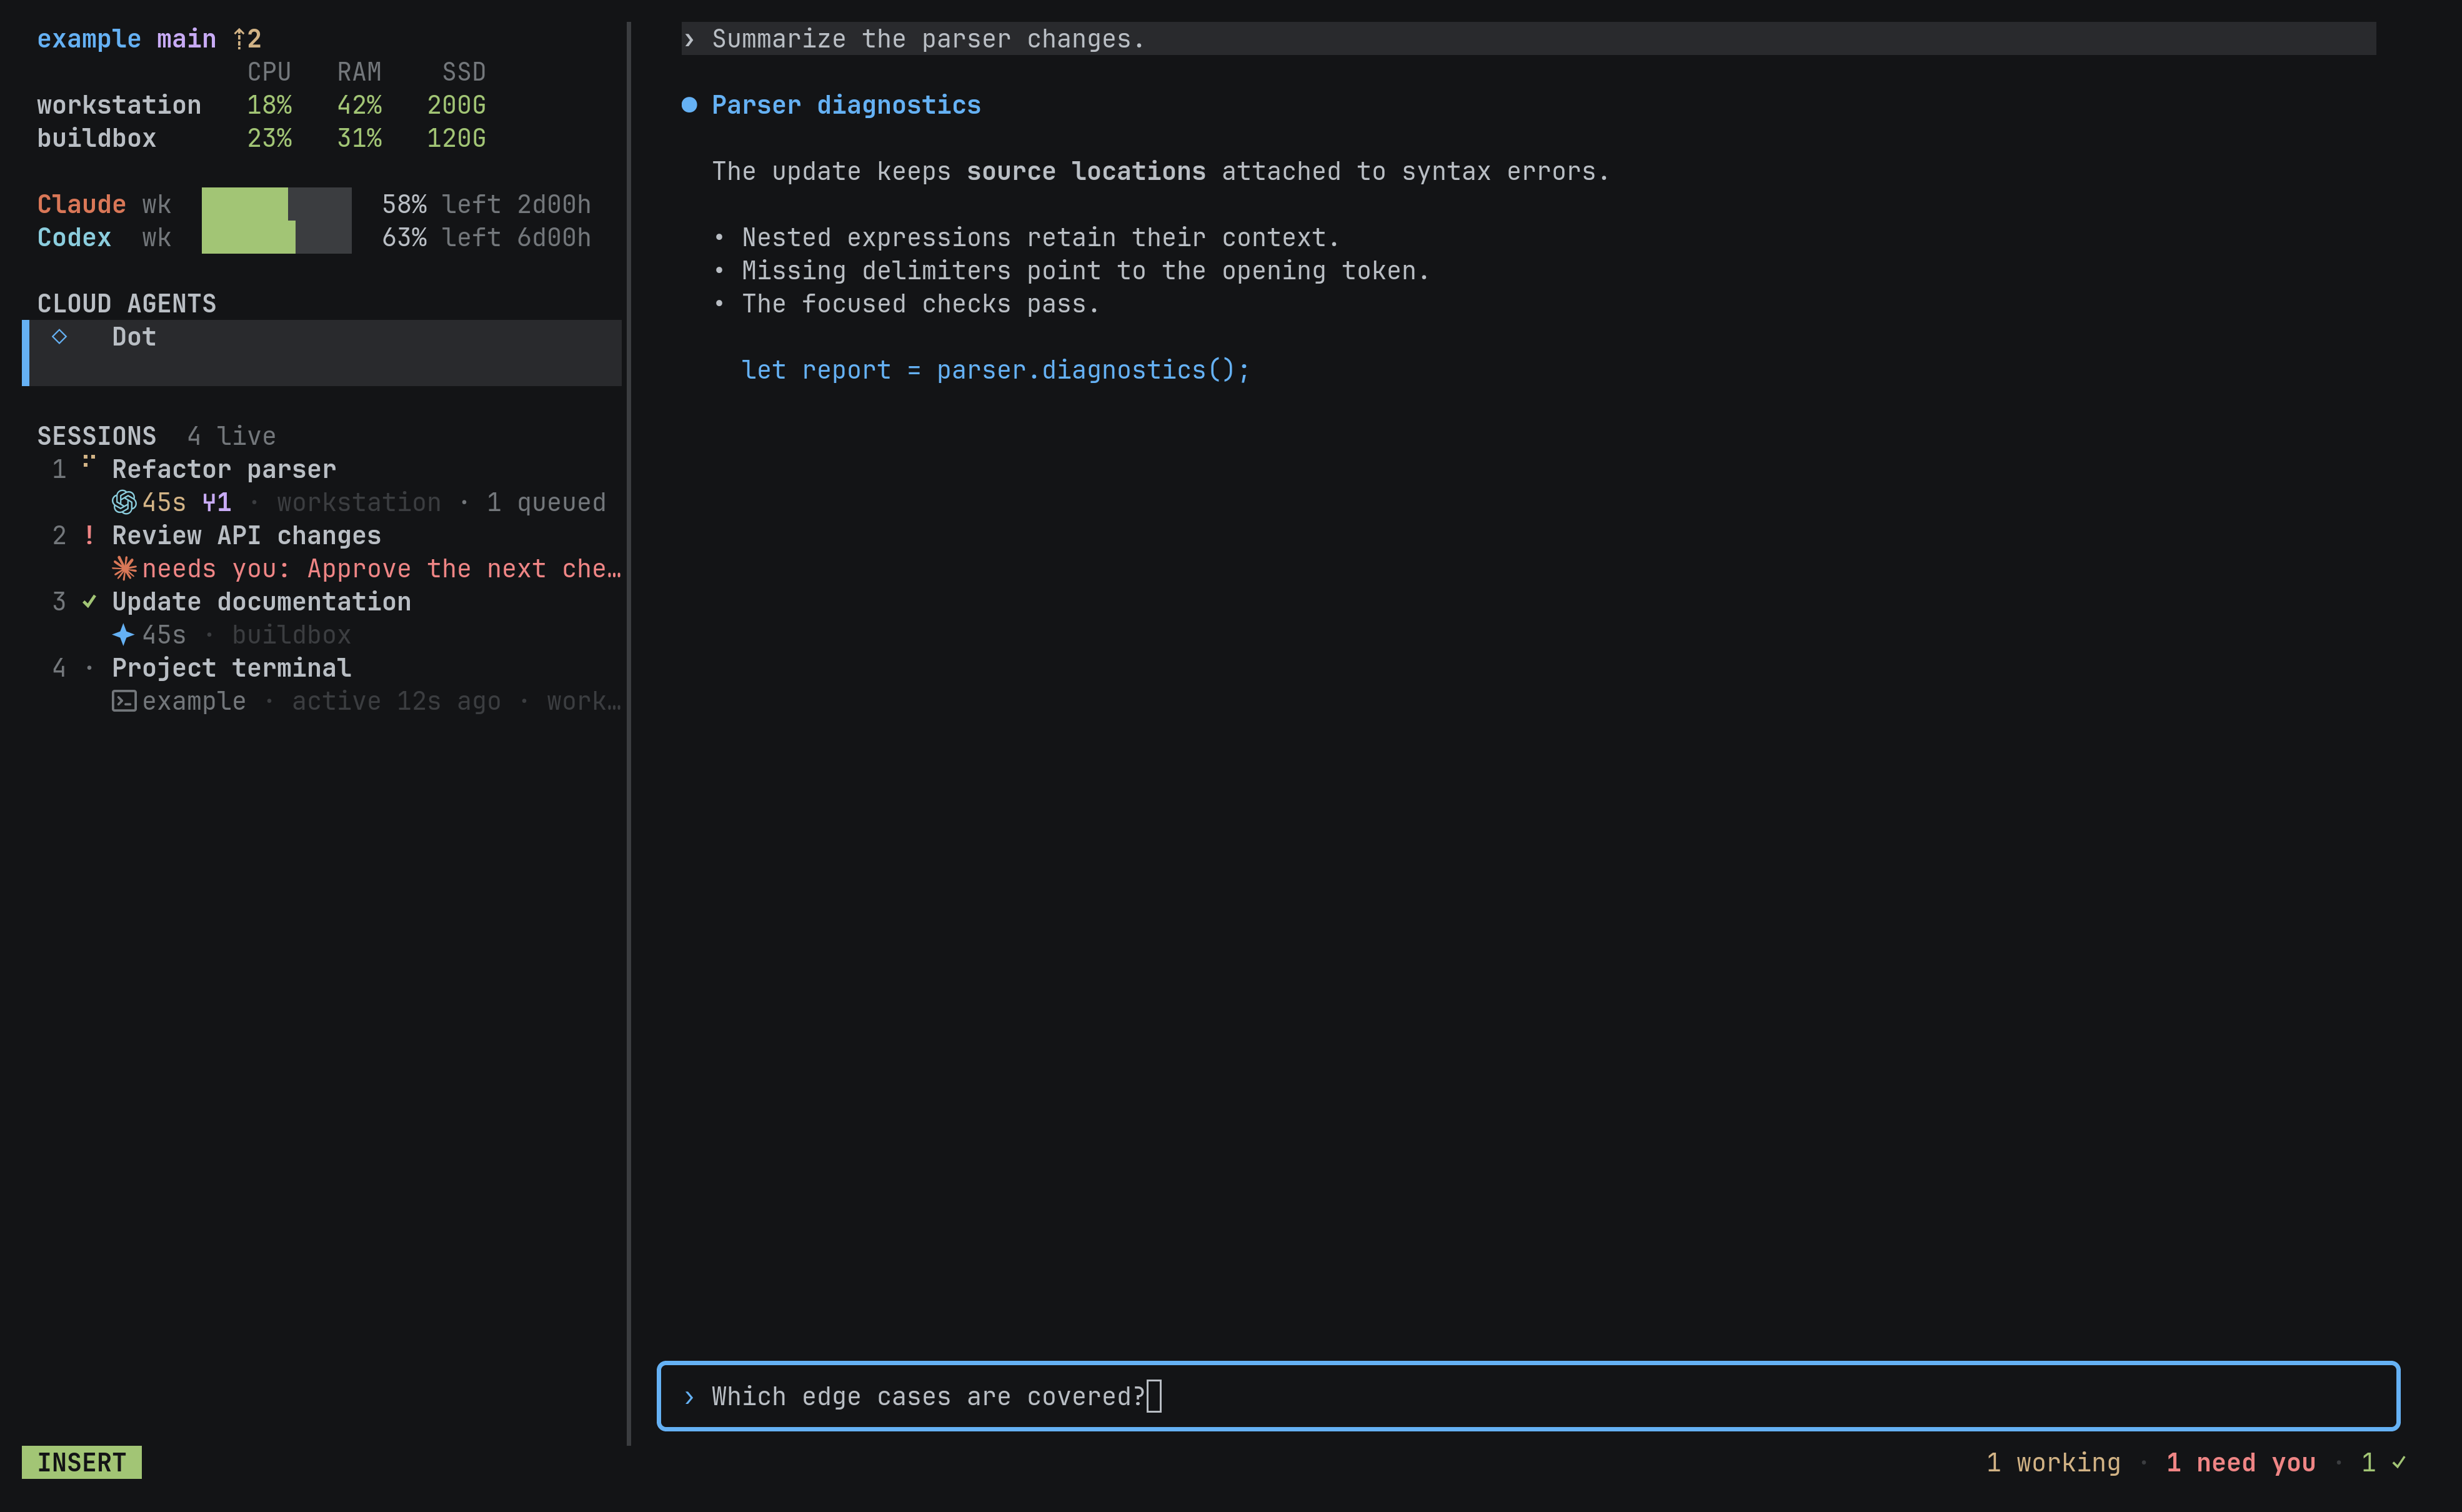 example main ⇡2
CPU RAM SSD
workstation 18% 42% 200G
buildbox 23% 31% 120G
Claude wk 58% left 2d00h
Codex wk 63% left 6d00h
CLOUD AGENTS
◇ Dot
SESSIONS 4 live
1 Refactor parser
45s ⑂1 · workstation · 1 queued
2 ! Review API changes
needs you: Approve the next che…
3 ✓ Update documentation
45s · buildbox
4 · Project terminal
example · active 12s ago · work…
INSERT
› Summarize the parser changes.
● Parser diagnostics
The update keeps source locations attached to syntax errors.
• Nested expressions retain their context.
• Missing delimiters point to the opening token.
• The focused checks pass.
let report = parser.diagnostics();
› Which edge cases are covered?
1 working · 1 need you · 1 ✓